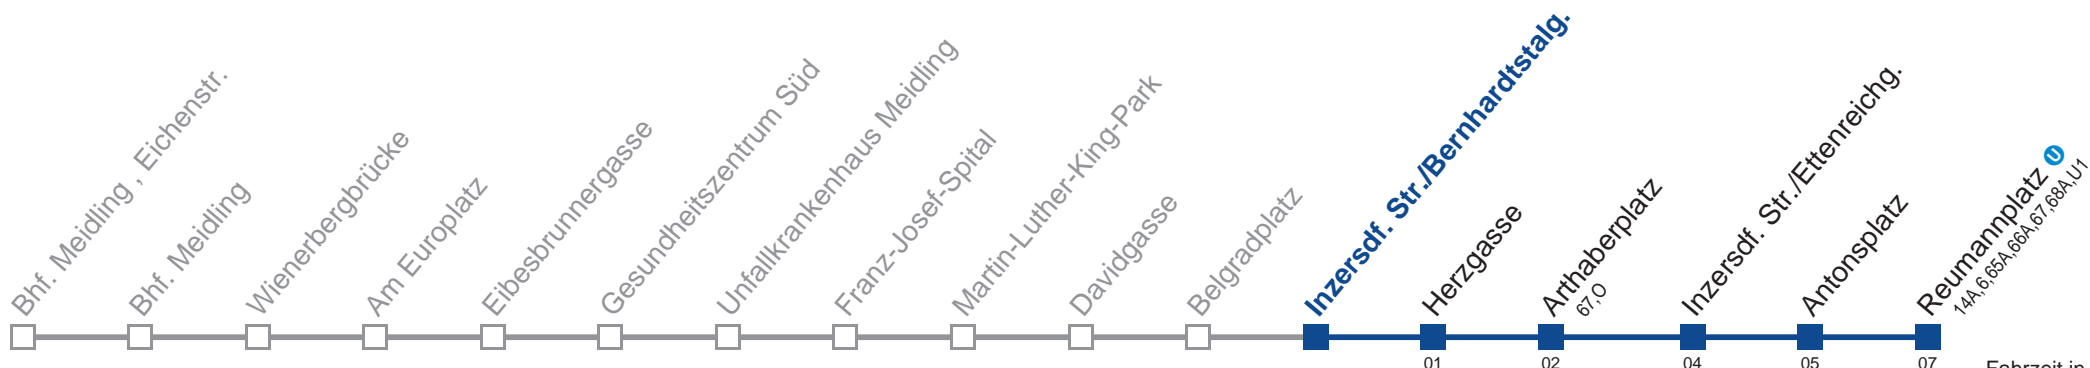 Bhf. Meidling , Eichenstr.
Bhf. Meidling
Wienerbergbrücke
Am Europlatz
Eibesbrunnergasse
Gesundheitszentrum Süd
Unfallkrankenhaus Meidling
Franz-Josef-Spital
Martin-Luther-King-Park
Davidgasse
Belgradplatz
Inzersdf. Str./Bernhardtstalg.
Herzgasse
Arthaberplatz
67,O
Inzersdf. Str./Ettenreichg.
Antonsplatz
Reumannplatz U
14A,6,65A,66A,67,68A,U1
01 02 04 05 07 Fahrzeit in